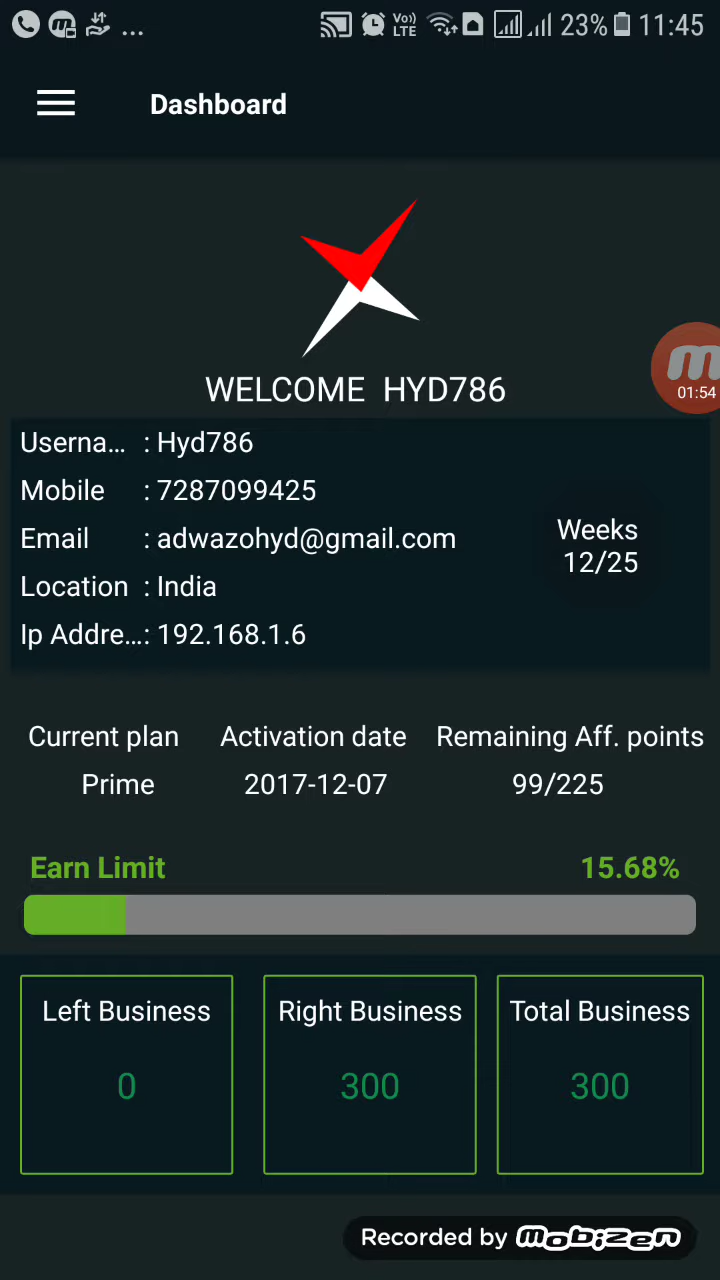 ... Vo)) LTE 23% 11:45
Dashboard
01:54
WELCOME HYD786
Userna... : Hyd786
Mobile : 7287099425
Email : adwazohyd@gmail.com
Location : India
Ip Addre...: 192.168.1.6
Weeks
12/25
Current plan Activation date Remaining Aff. points
Prime 2017-12-07 99/225
Earn Limit 15.68%
Left Business Right Business Total Business
0 300 300
Recorded by mobizen